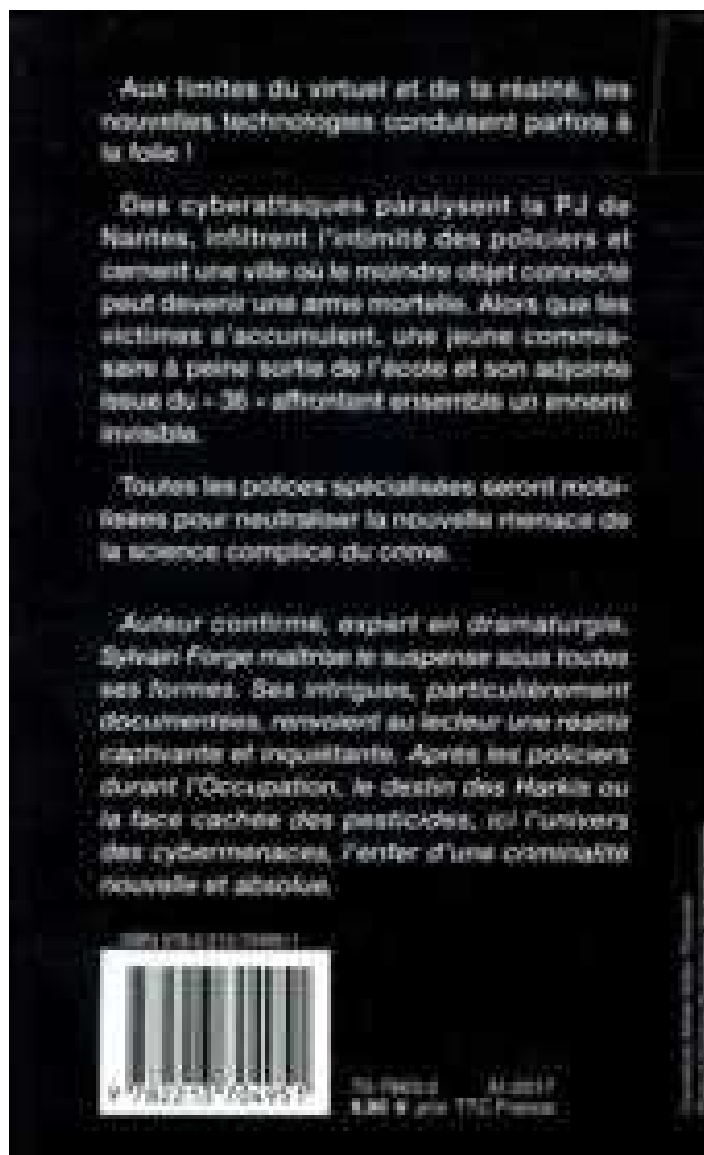 Aux limites du virtuel et de la réalité, les
nouvelles technologies conduisent parfois à
la folie !
Des cyberattaques paralysent la PJ de
Nantes, infiltrent l'intimité des policiers et
cernent une ville où le moindre objet connecté
peut devenir une arme mortelle. Alors que les
victimes s'accumulent, une jeune commis-
saire à peine sortie de l'école et son adjointe
issue du « 36 » affrontent ensemble un ennemi
invisible.
Toutes les polices spécialisées seront mobi-
lisées pour neutraliser la nouvelle menace de
la science complice du crime.
Auteur confirmé, expert en dramaturgie,
Sylvain Forge maîtrise le suspense sous toutes
ses formes. Ses intrigues, particulièrement
documentées, renvoient au lecteur une réalité
captivante et inquiétante. Après les policiers
durant l'Occupation, le destin des Harkis ou
la face cachée des pesticides, ici l'univers
des cybermenaces, l'enfer d'une criminalité
nouvelle et absolue.
prix TTC France